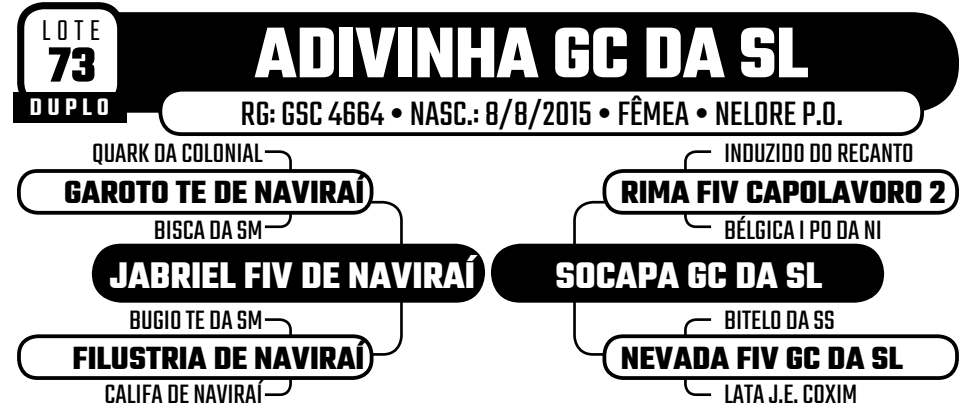 LOTE
73
DUPLO
ADIVINHA GC DA SL
RG: GSC 4664 • NASC.: 8/8/2015 • FÊMEA • NELORE P.O.
QUARK DA COLONIAL
GAROTO TE DE NAVIRAÍ
BISCA DA SM
JABRIEL FIV DE NAVIRAÍ
BUGIO TE DA SM
FILUSTRIA DE NAVIRAÍ
CALIFA DE NAVIRAÍ
INDUZIDO DO RECANTO
RIMA FIV CAPOLAVORO 2
BÉLGICA I PO DA NI
SOCAPA GC DA SL
BITELO DA SS
NEVADA FIV GC DA SL
LATA J.E. COXIM